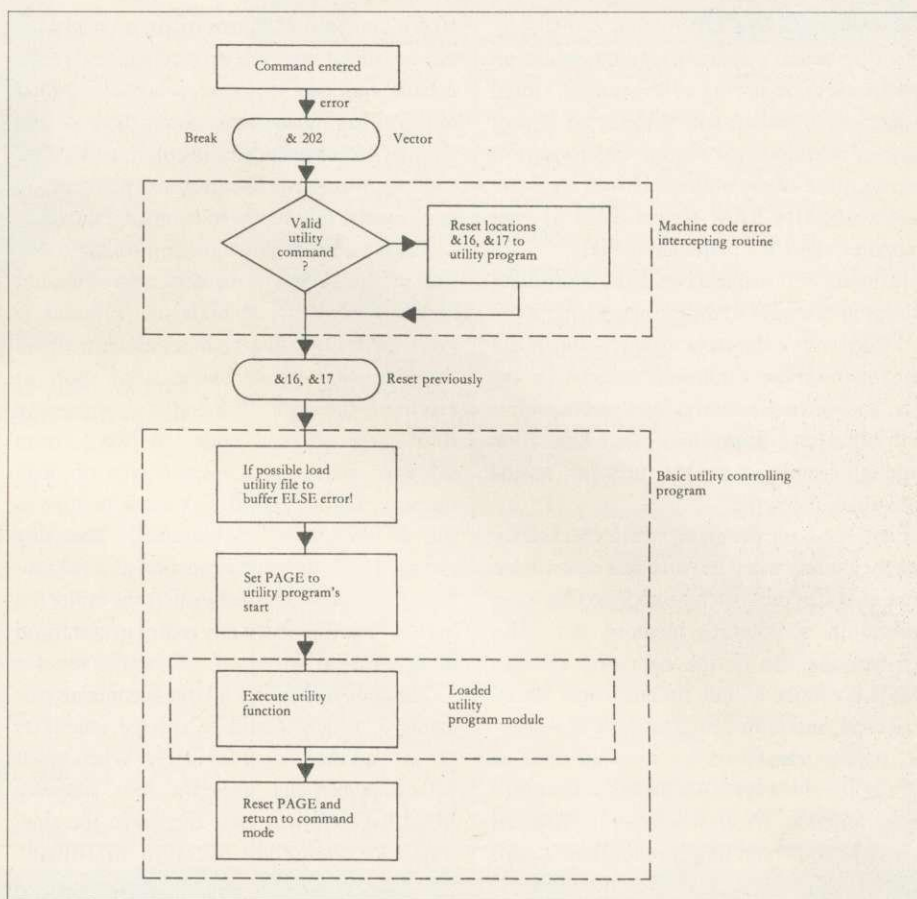 Command entered
error
Break
& 202
Vector
Valid
utility
command
?
Reset locations
&16, &17 to
utility program
Machine code error
intercepting routine
&16, &17
Reset previously
If possible load
utility file to
buffer ELSE error!
Basic utility controlling
program
Set PAGE to
utility program's
start
Execute utility
function
Loaded
utility
program module
Reset PAGE and
return to command
mode